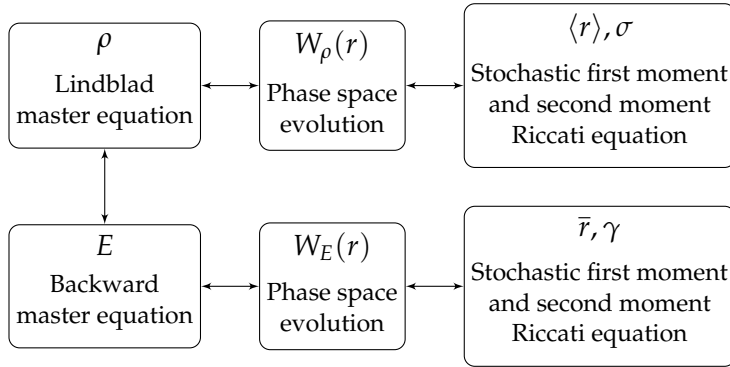 ρ
Lindblad
master equation
W_ρ(r)
Phase space
evolution
⟨r⟩, σ
Stochastic first moment
and second moment
Riccati equation
E
Backward
master equation
W_E(r)
Phase space
evolution
r̄, γ
Stochastic first moment
and second moment
Riccati equation